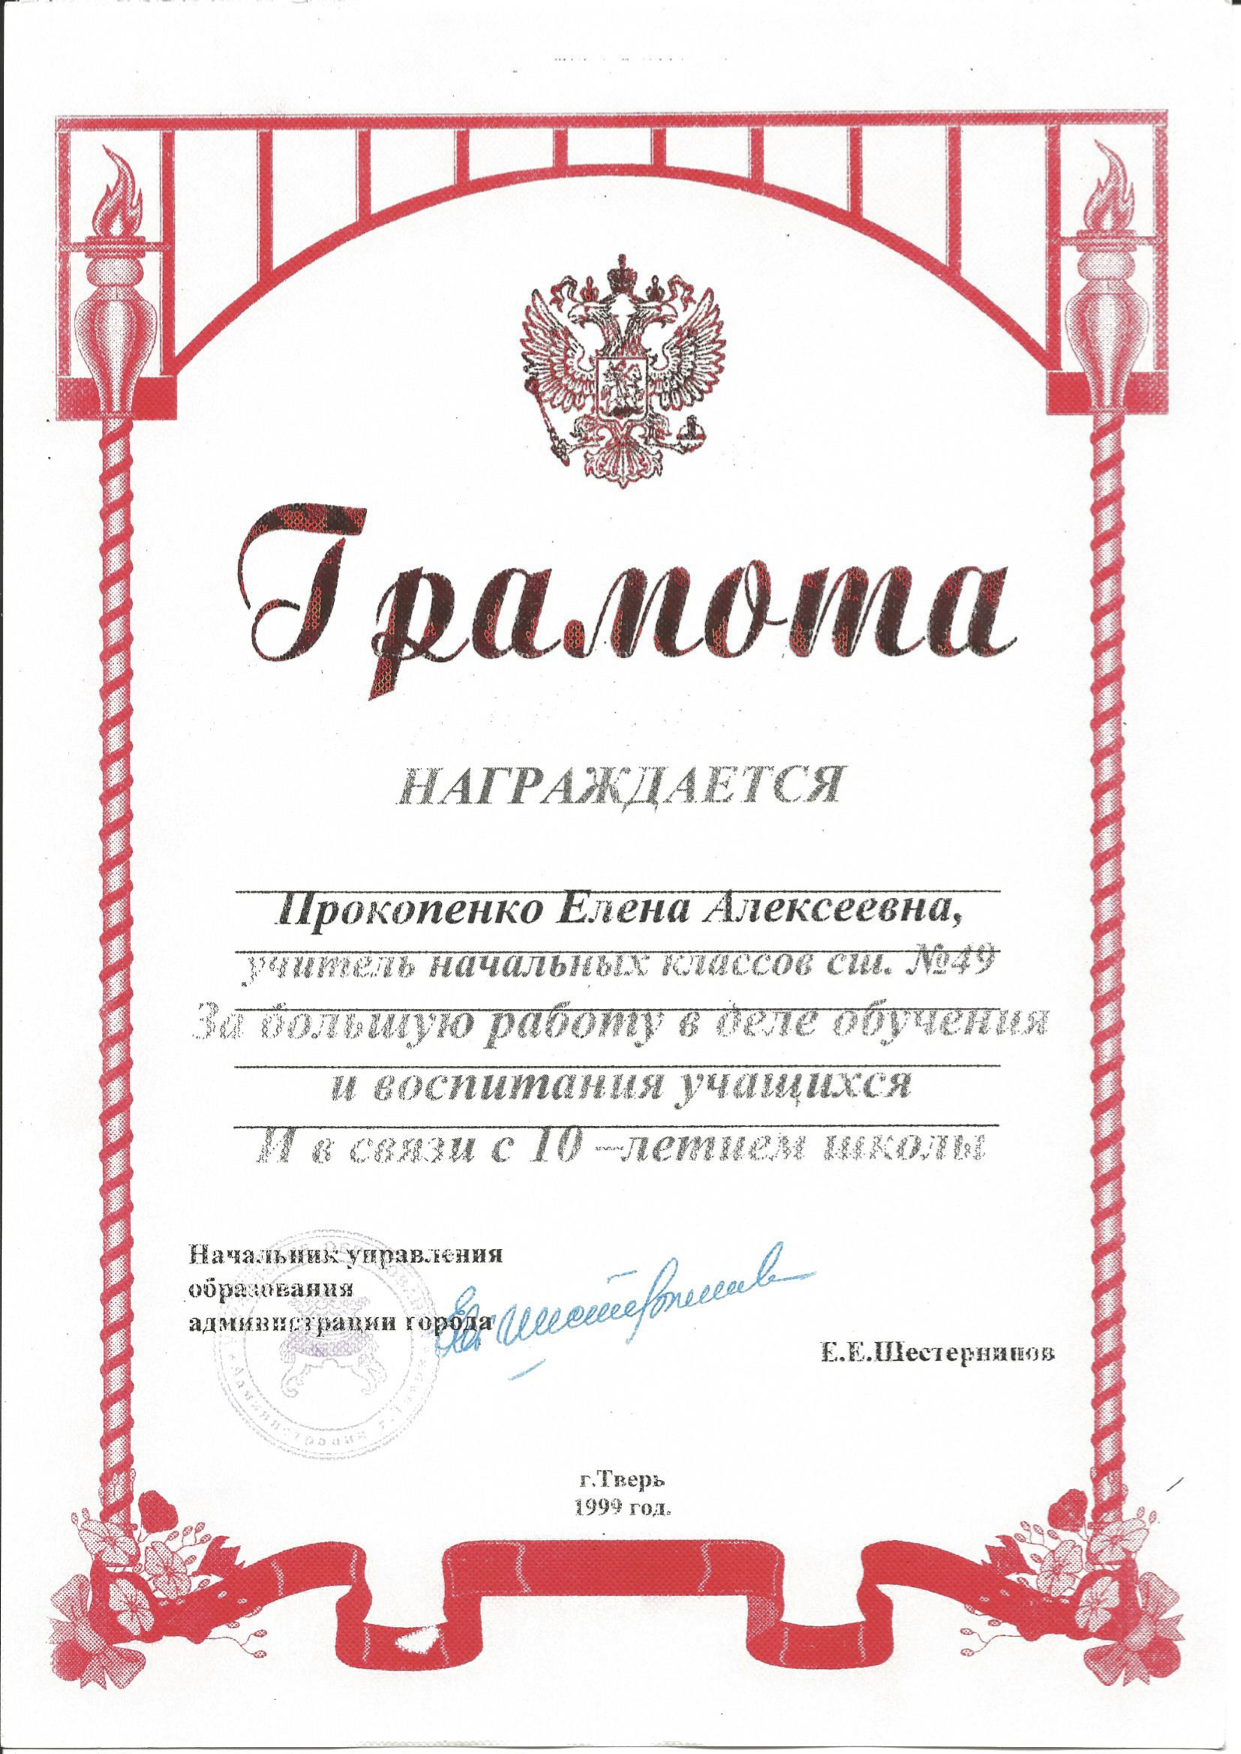 Грамота
НАГРАЖДАЕТСЯ
Прокопенко Елена Алексеевна,
учитель начальных классов сш. №49
За большую работу в деле обучения
и воспитания учащихся
И в связи с 10 –летием школы
Начальник управления
образования
администрации города
Е.Е.Шестернинов
г.Тверь
1999 год.